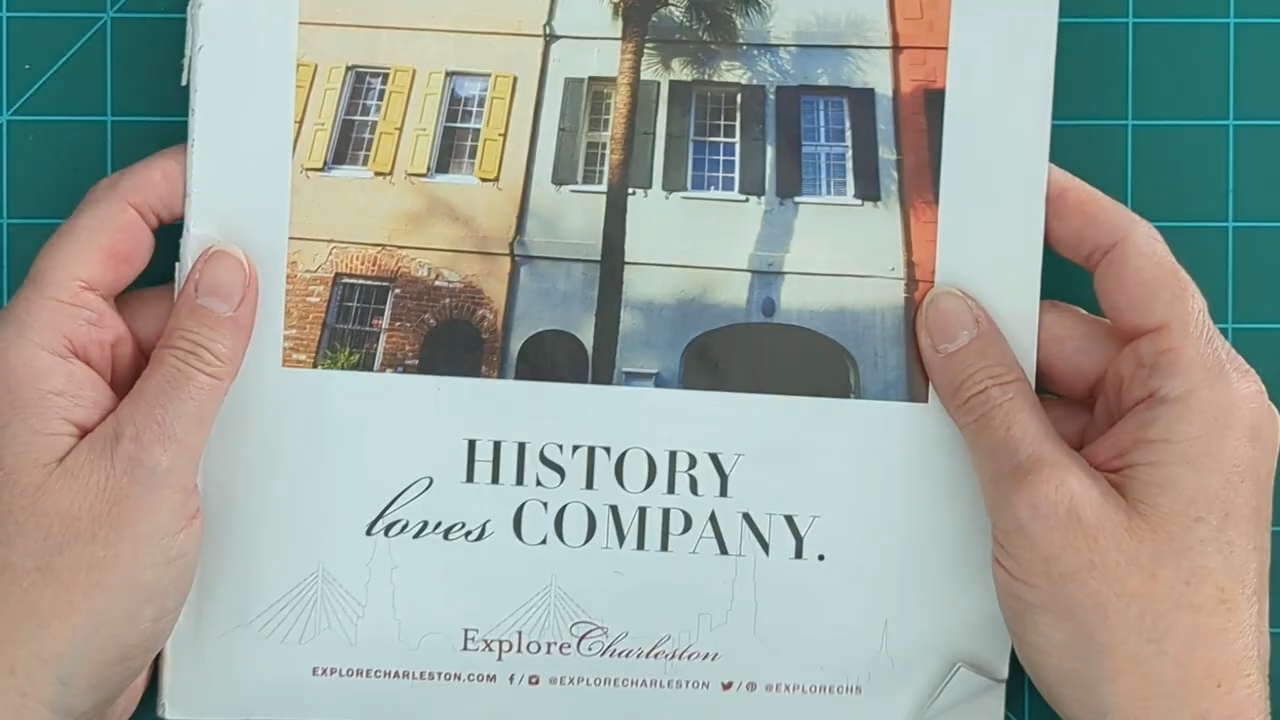 HISTORY
loves COMPANY.
ExploreCharleston
EXPLORECHARLESTON.COM f/ @EXPLORECHARLESTON / @EXPLORECHS